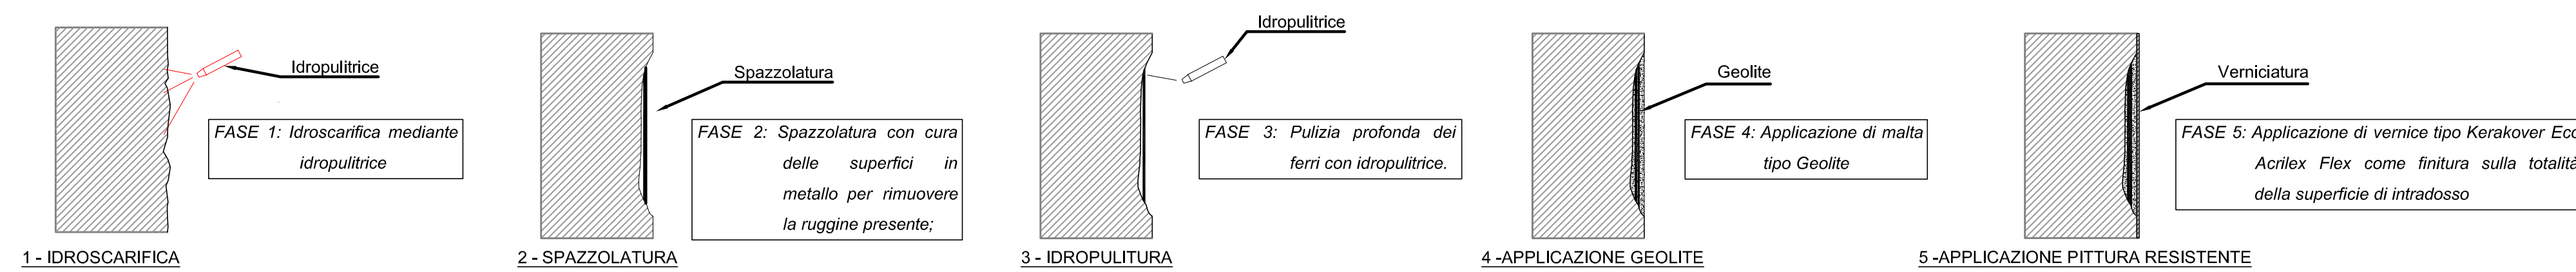 Idropulitrice
FASE 1: Idroscarifica mediante
idropulitrice
1 - IDROSCARIFICA
Spazzolatura
FASE 2: Spazzolatura con cura
delle superfici in
metallo per rimuovere
la ruggine presente;
2 - SPAZZOLATURA
Idropulitrice
FASE 3: Pulizia profonda dei
ferri con idropulitrice.
3 - IDROPULITURA
Geolite
FASE 4: Applicazione di malta
tipo Geolite
4 -APPLICAZIONE GEOLITE
Verniciatura
FASE 5: Applicazione di vernice tipo Kerakover Eco
Acrilex Flex come finitura sulla totalità
della superficie di intradosso
5 -APPLICAZIONE PITTURA RESISTENTE